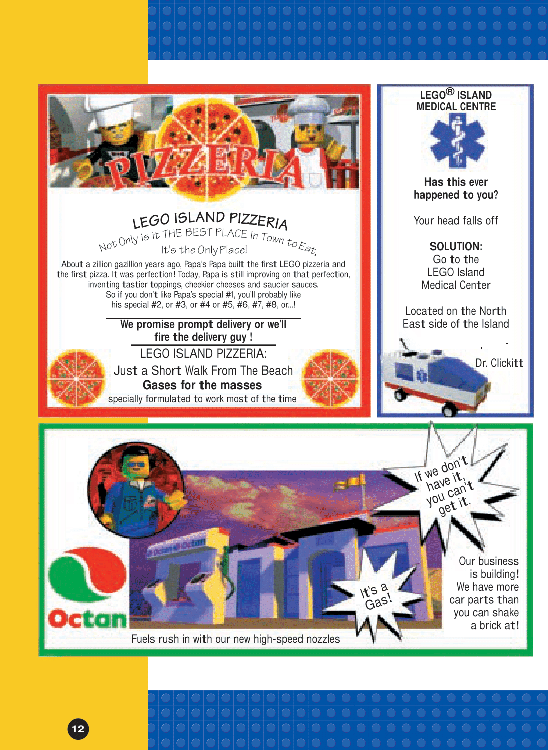 PIZZERIA
LEGO ISLAND PIZZERIA
Not Only is it THE BEST PLACE in Town to Eat,
It's the Only Place!
About a zillion gazillion years ago, Papa's Papa built the first LEGO pizzeria and
the first pizza. It was perfection! Today, Papa is still improving on that perfection,
inventing tastier toppings, cheekier cheeses and saucier sauces.
So if you don't like Papa's special #1, you'll probably like
his special #2, or #3, or #4 or #5, #6, #7, #8, or...!
We promise prompt delivery or we'll
fire the delivery guy !
LEGO ISLAND PIZZERIA:
Just a Short Walk From The Beach
Gases for the masses
specially formulated to work most of the time
LEGO® ISLAND
MEDICAL CENTRE
Has this ever
happened to you?
Your head falls off
SOLUTION:
Go to the
LEGO Island
Medical Center
Located on the North
East side of the Island
Dr. Clickitt
If we don't
have it,
you can't
get it.
Octan
Octan
It's a
Gas!
Our business
is building!
We have more
car parts than
you can shake
a brick at!
Fuels rush in with our new high-speed nozzles
12